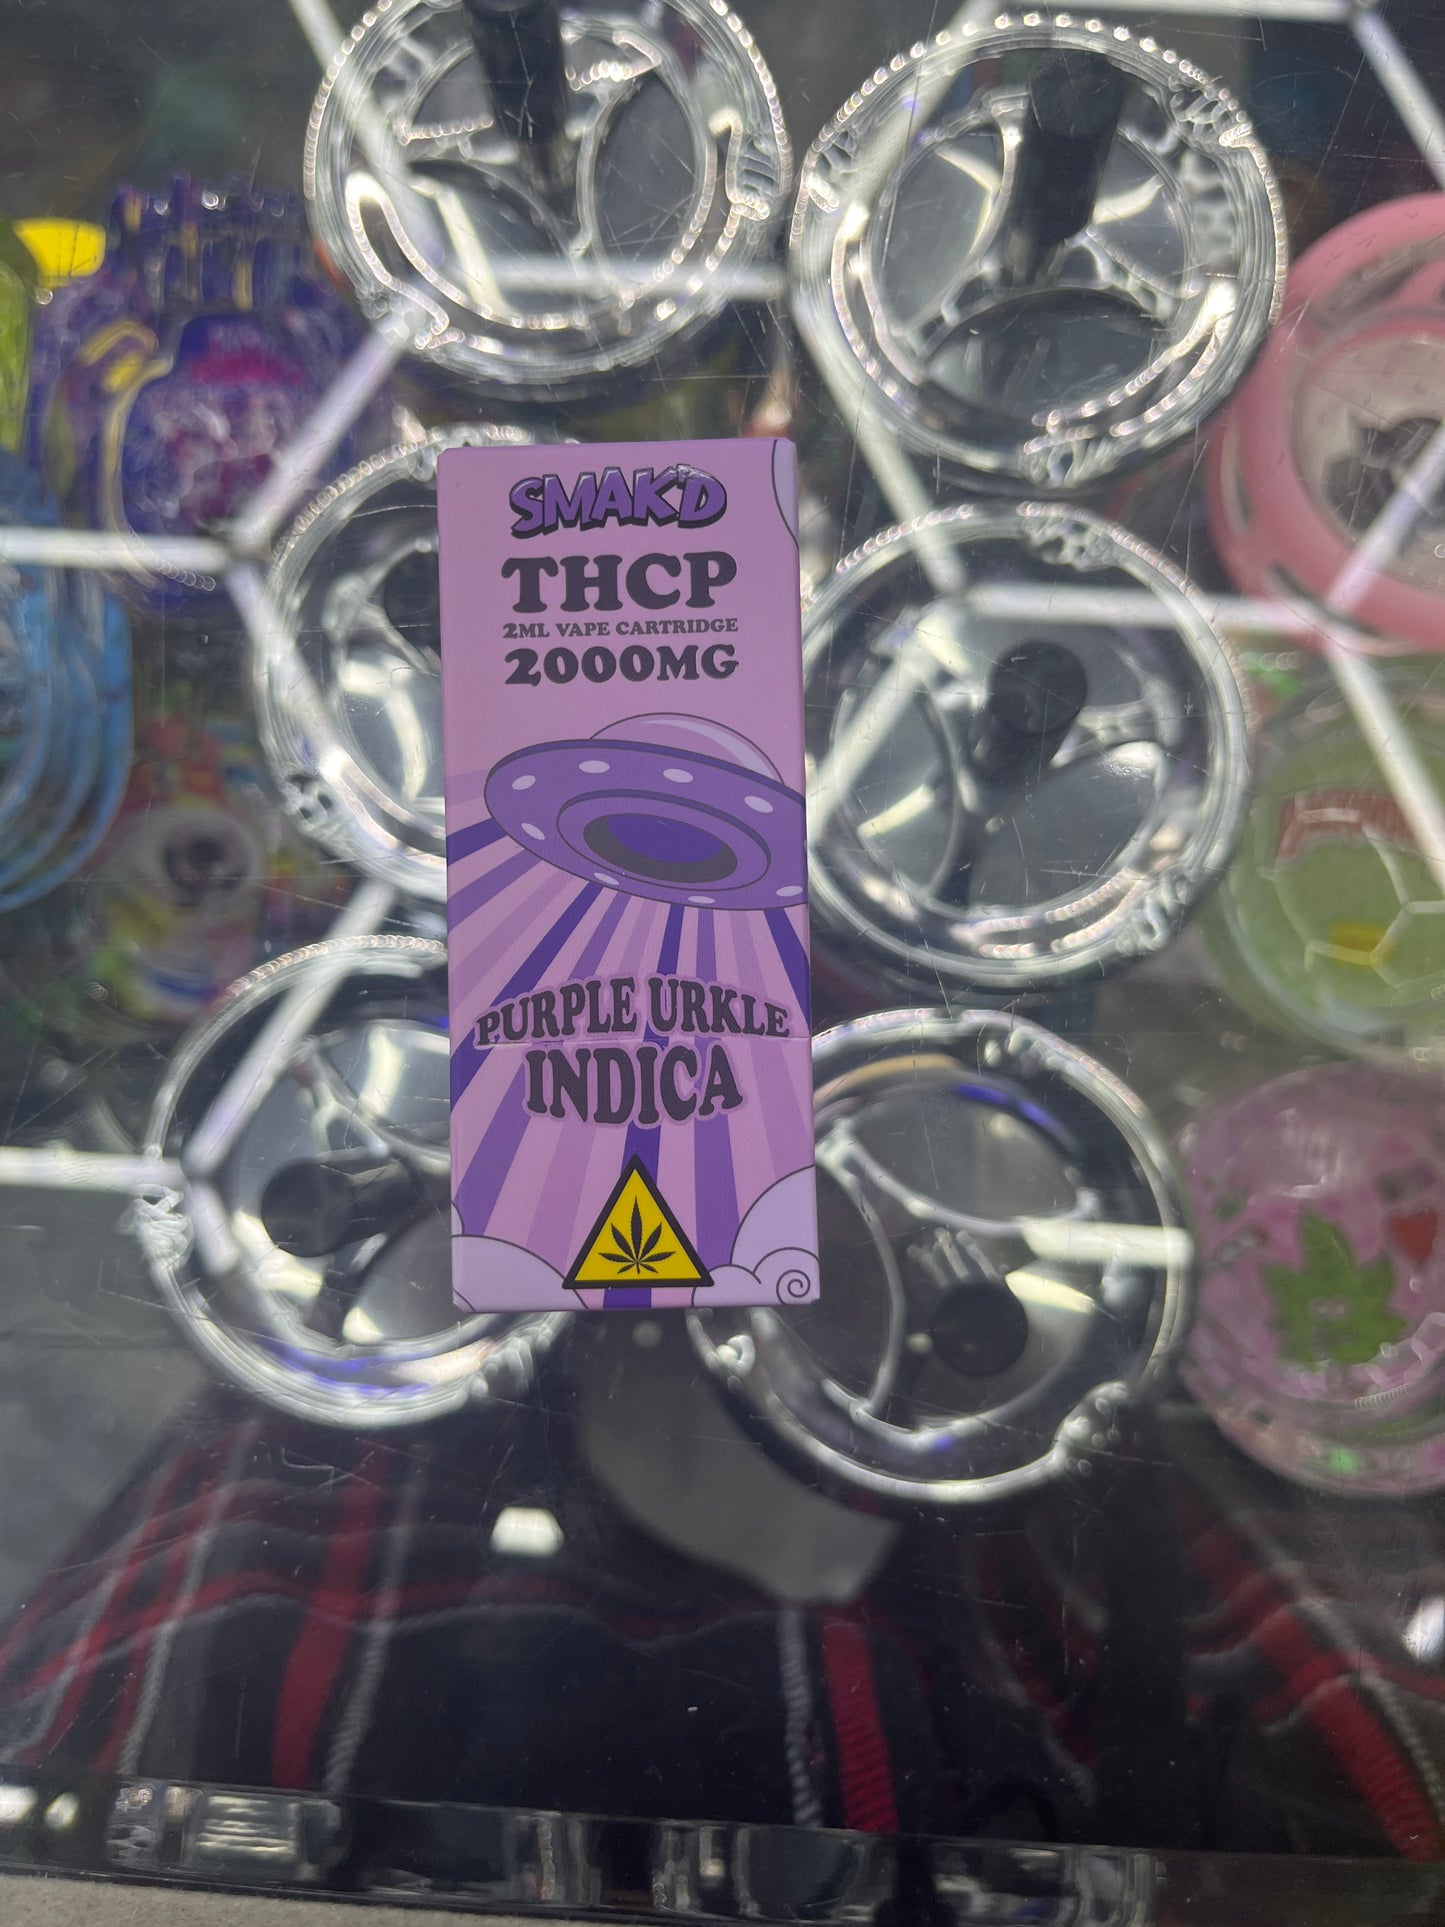 SMAK'D
THCP
2ML VAPE CARTRIDGE
2000MG
PURPLE URKLE
INDICA